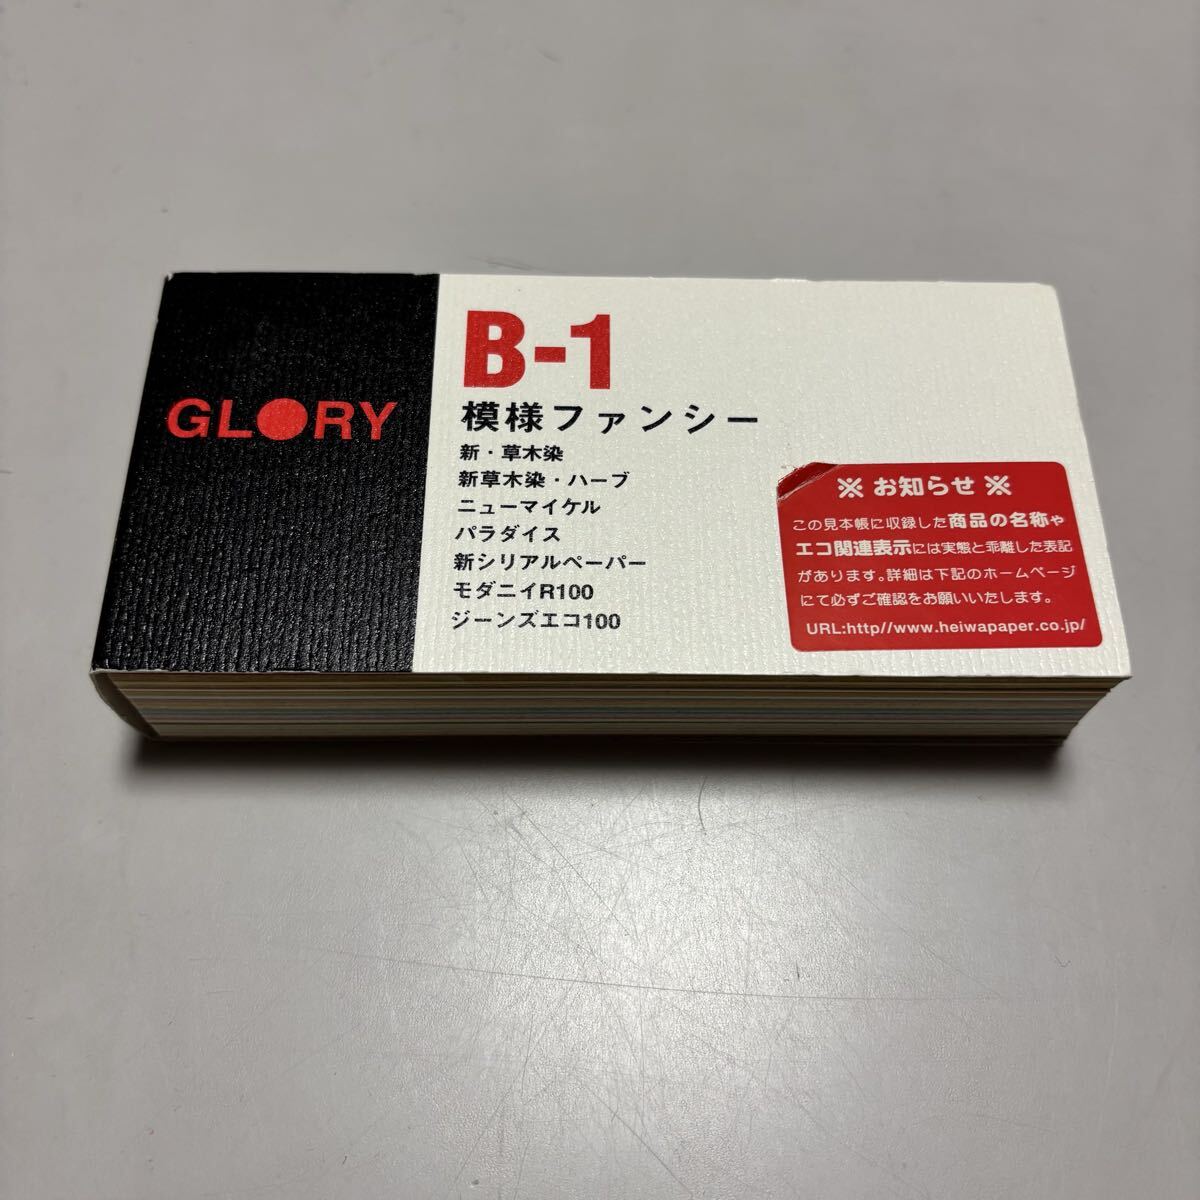 GLORY
B-1
模様ファンシー
新・草木染
新草木染・ハーブ
ニューマイケル
パラダイス
新シリアルペーパー
モダニイR100
ジーンズエコ100
※ お知らせ ※
この見本帳に収録した商品の名称や
エコ関連表示には実態と乖離した表記
があります。詳細は下記のホームページ
にて必ずご確認をお願いいたします。
URL:http//www.heiwapaper.co.jp/